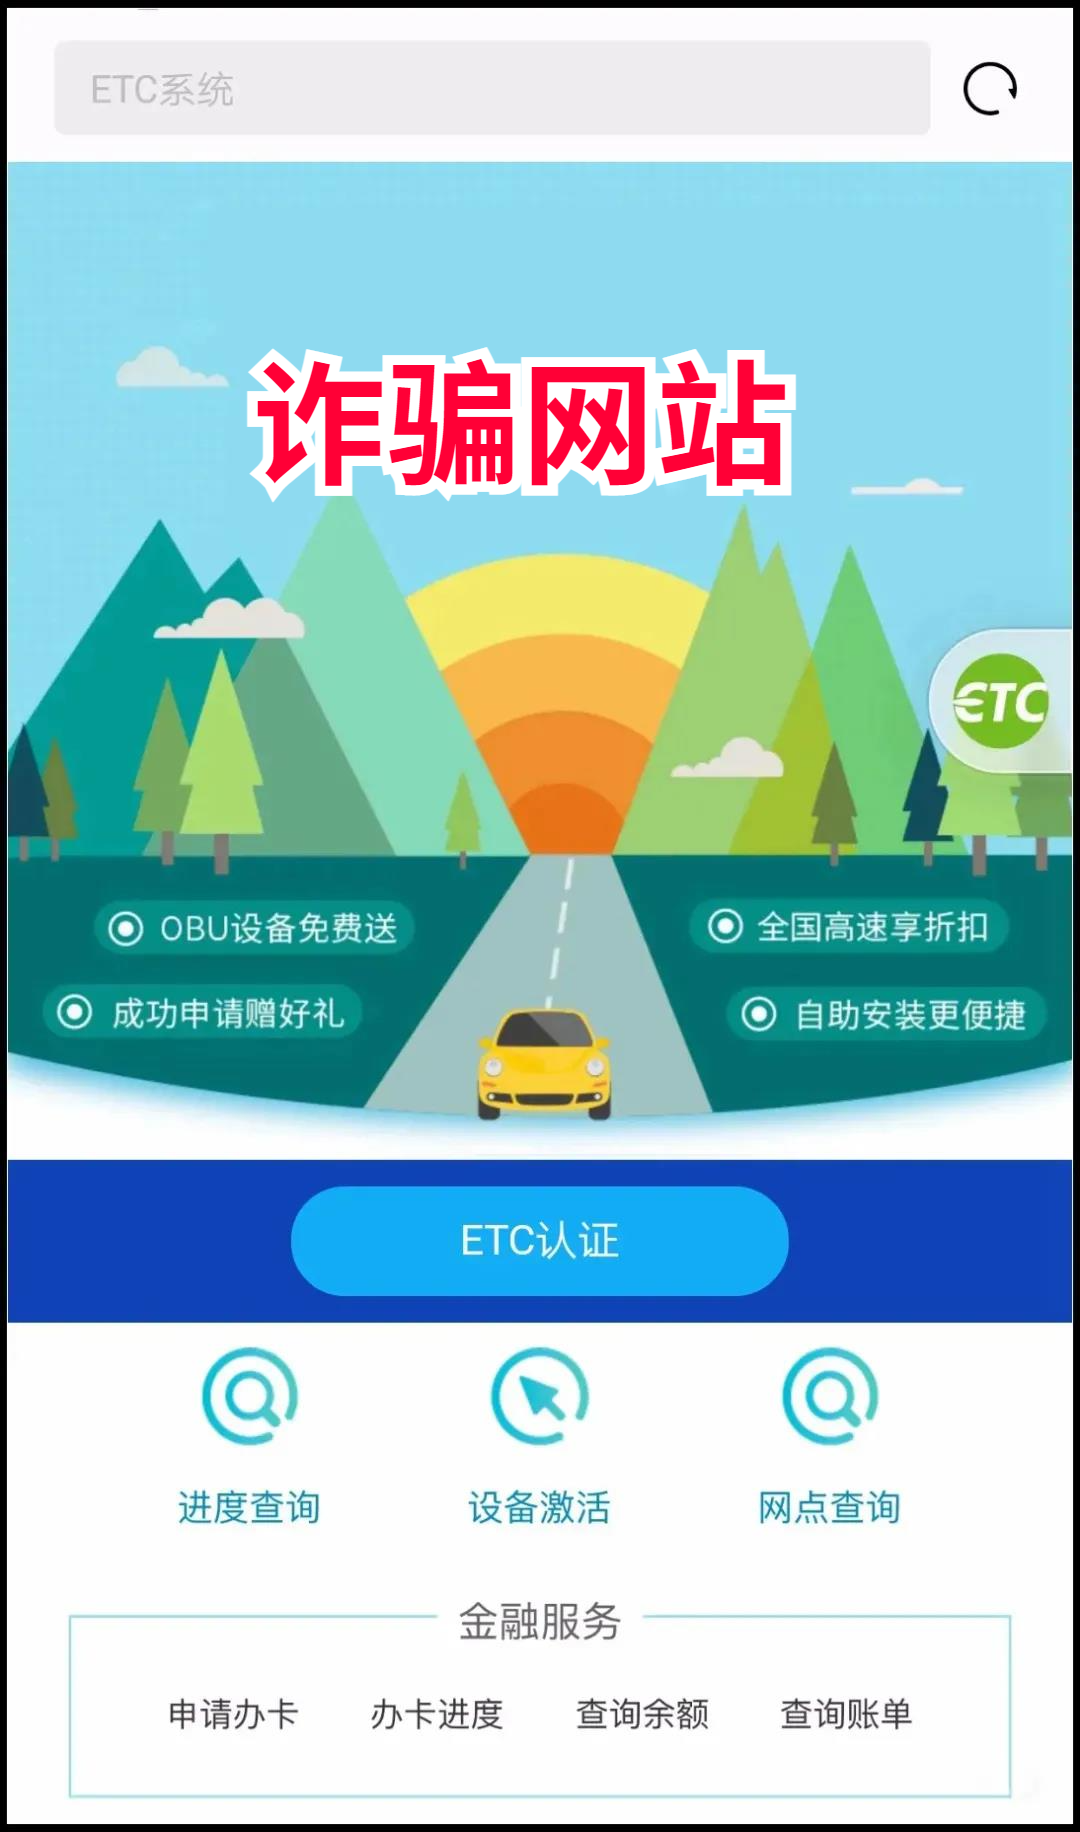 ETC系统
诈骗网站
ETC
OBU设备免费送
全国高速享折扣
成功申请赠好礼
自助安装更便捷
ETC认证
进度查询
设备激活
网点查询
金融服务
申请办卡
办卡进度
查询余额
查询账单